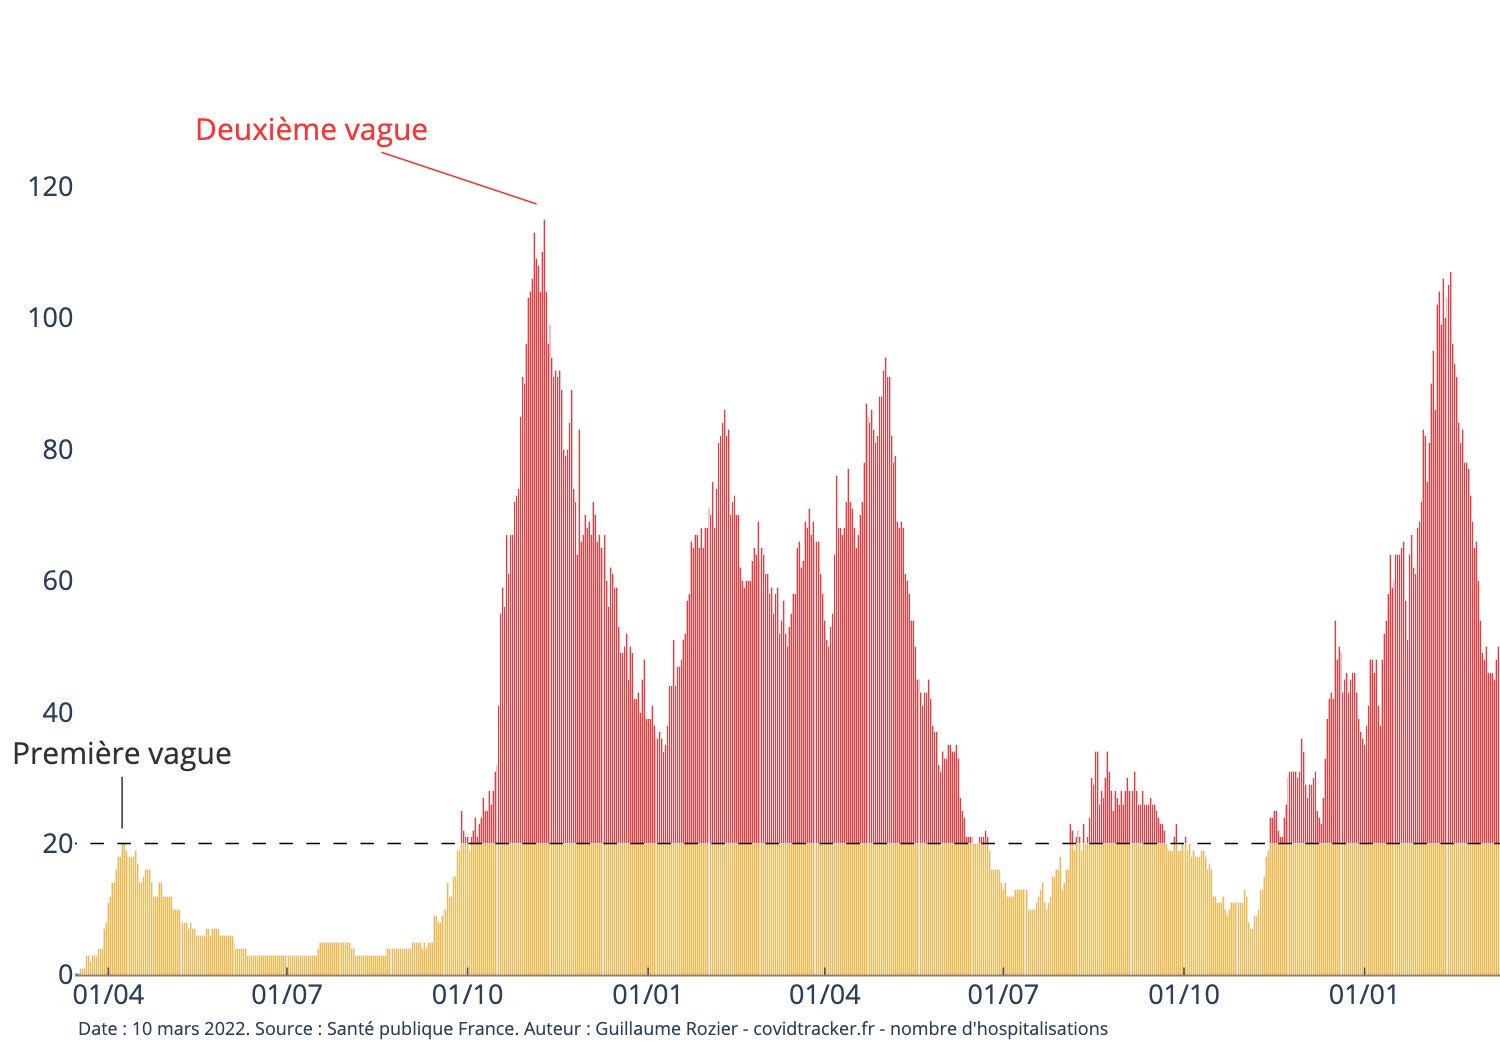 Deuxième vague
120
100
80
60
40
Première vague
20
0
01/04 01/07 01/10 01/01 01/04 01/07 01/10 01/01
Date : 10 mars 2022. Source : Santé publique France. Auteur : Guillaume Rozier - covidtracker.fr - nombre d'hospitalisations